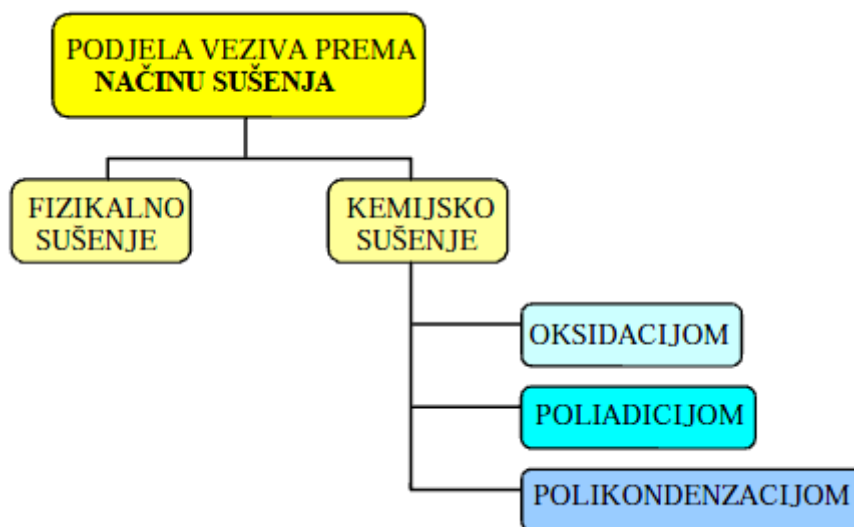 PODJELA VEZIVA PREMA
NAČINU SUŠENJA
FIZIKALNO
SUŠENJE
KEMIJSKO
SUŠENJE
OKSIDACIJOM
POLIADICIJOM
POLIKONDENZACIJOM